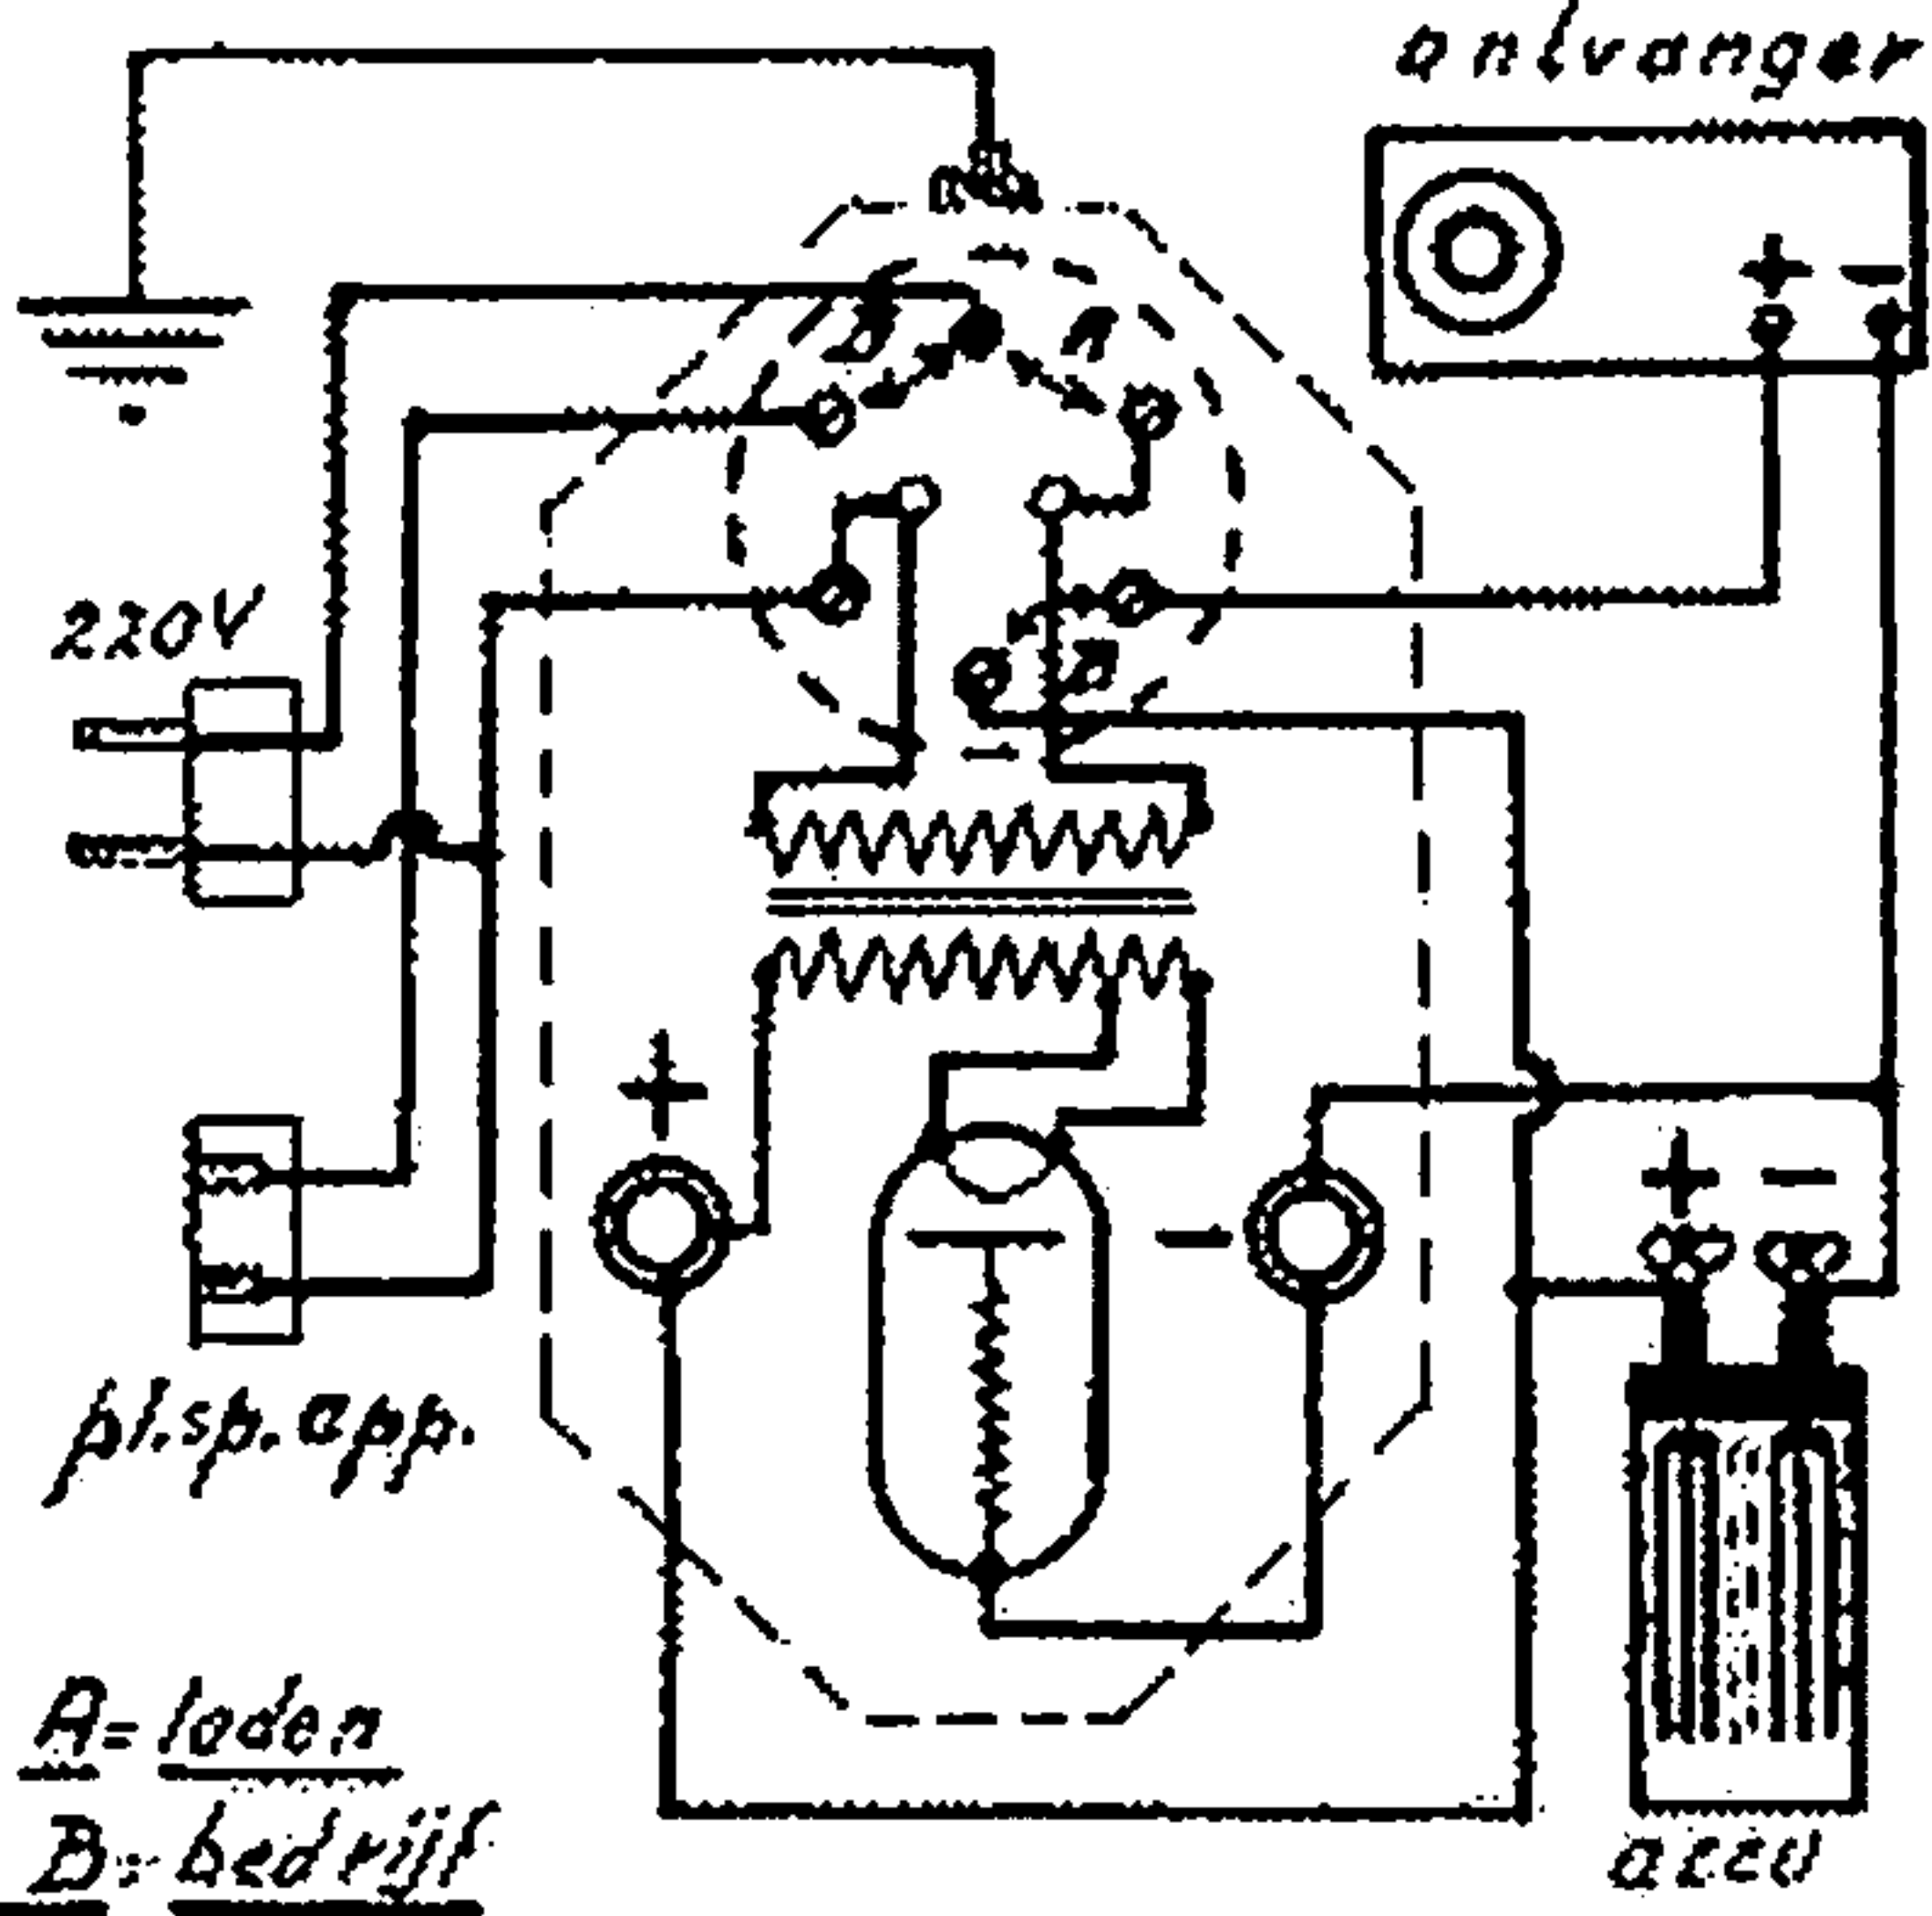 ontvanger
+ -
220V
+
-
+ -
pl.sp.app.
A= laden
B= bedrijf
accu